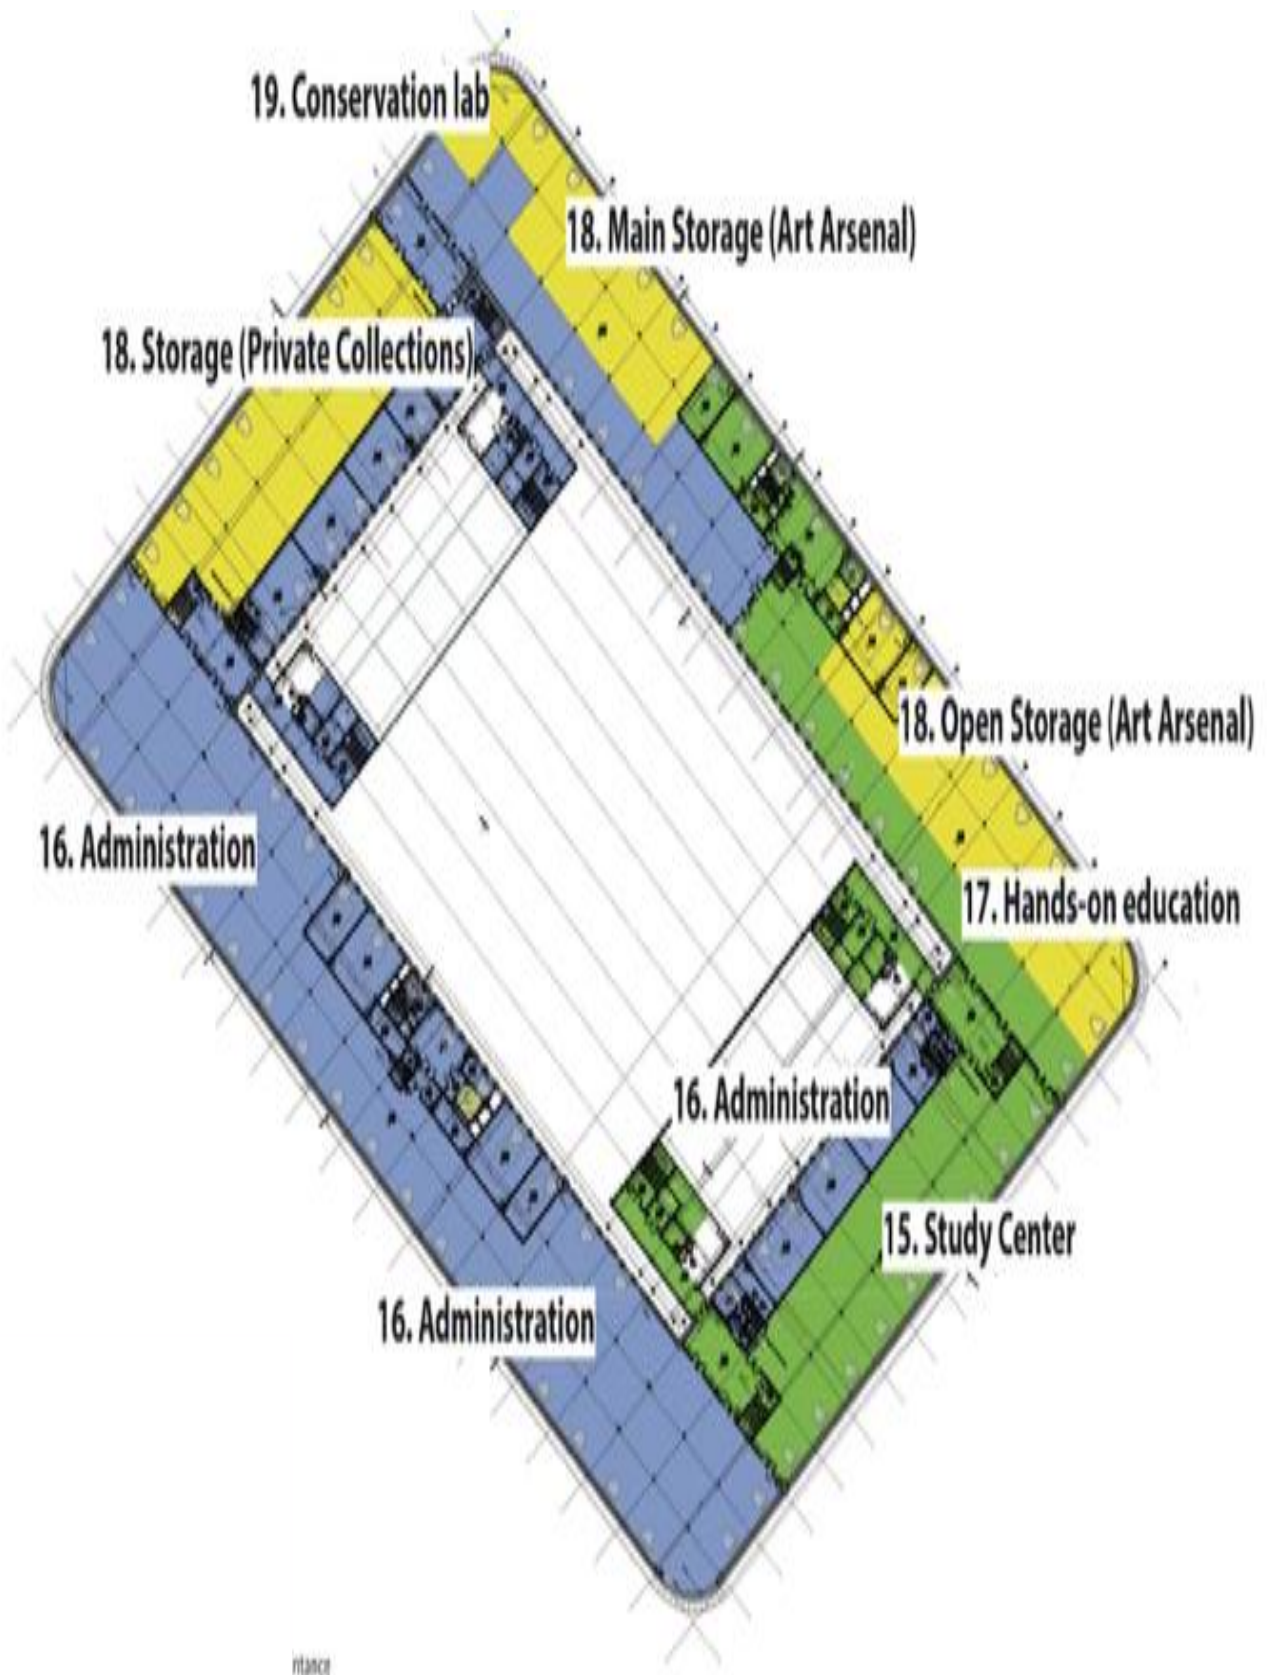 19. Conservation lab
18. Main Storage (Art Arsenal)
18. Storage (Private Collections)
18. Open Storage (Art Arsenal)
16. Administration
17. Hands-on education
16. Administration
15. Study Center
16. Administration
ntance